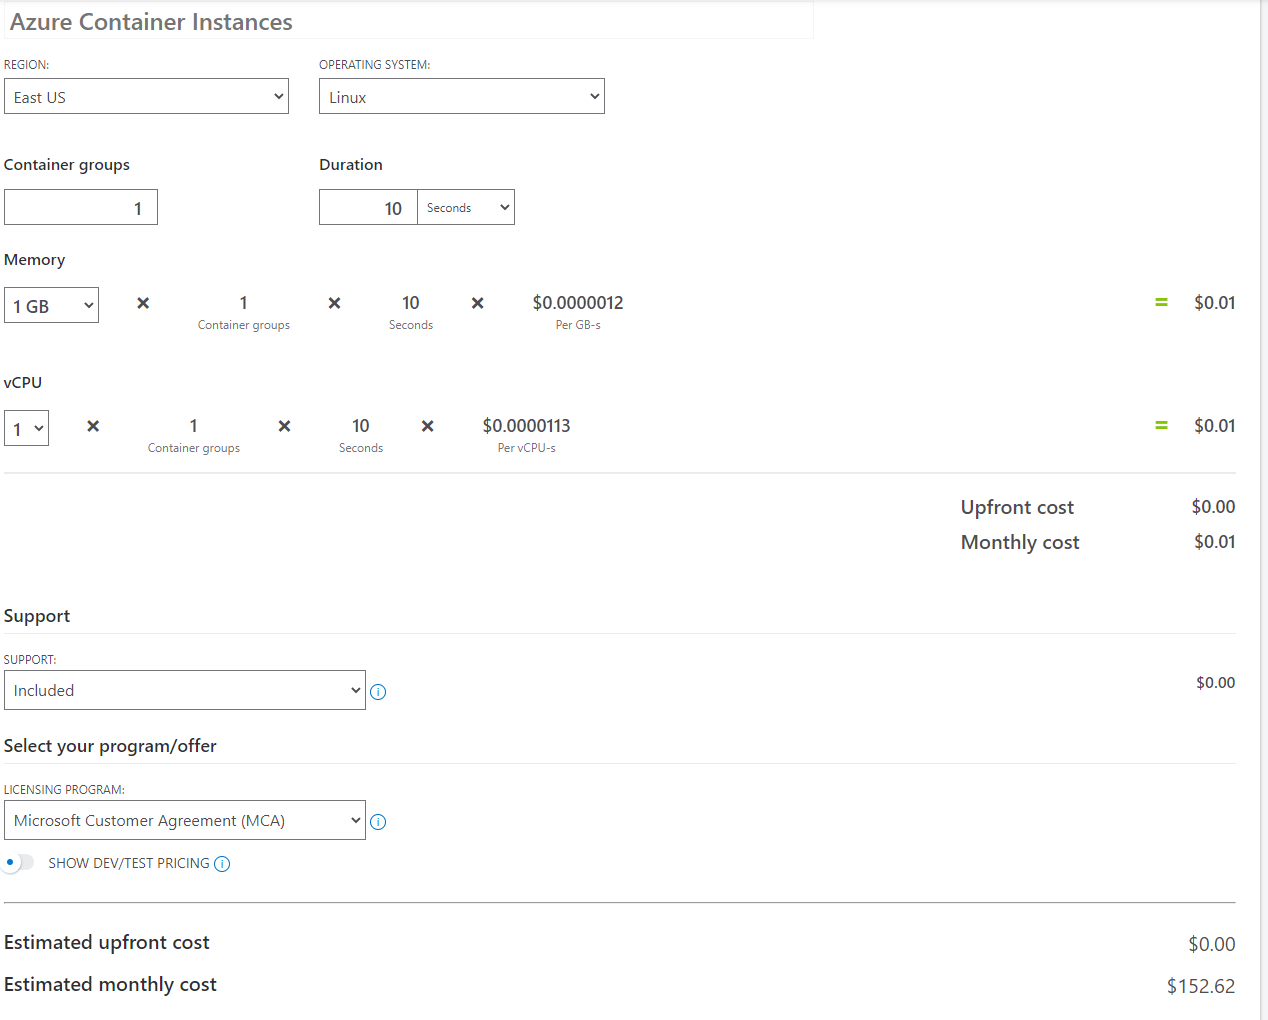 Azure Container Instances
REGION: OPERATING SYSTEM:
East US Linux
Container groups Duration
1 10 Seconds
Memory
1 GB × 1 × 10 × $0.0000012 = $0.01
Container groups Seconds Per GB-s
vCPU
1 × 1 × 10 × $0.0000113 = $0.01
Container groups Seconds Per vCPU-s
Upfront cost $0.00
Monthly cost $0.01
Support
SUPPORT:
Included $0.00
Select your program/offer
LICENSING PROGRAM:
Microsoft Customer Agreement (MCA)
SHOW DEV/TEST PRICING
Estimated upfront cost $0.00
Estimated monthly cost $152.62